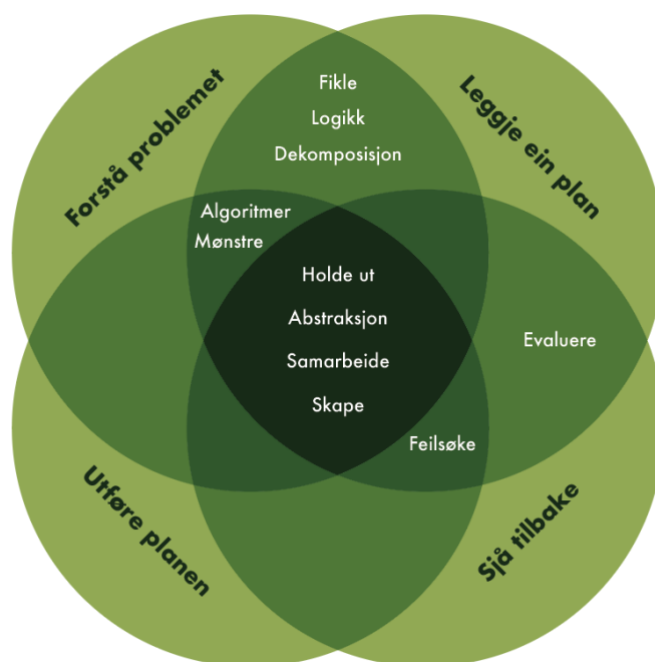 Forstå problemet
Leggje ein plan
Fikle
Logikk
Dekomposisjon
Algoritmer
Mønstre
Holde ut
Abstraksjon
Samarbeide
Skape
Evaluere
Feilsøke
Utføre planen
Sjå tilbake